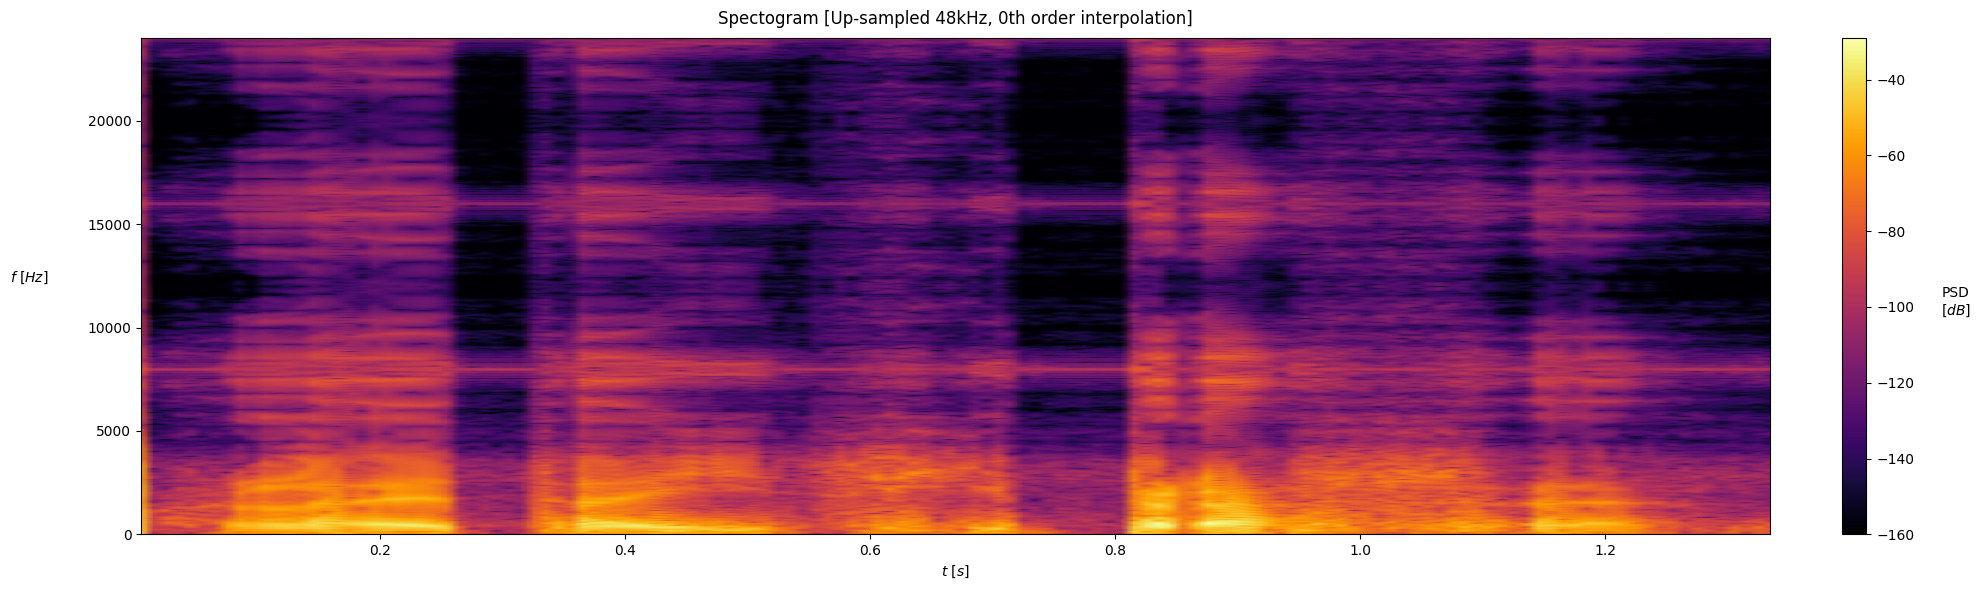 Spectogram [Up-sampled 48kHz, 0th order interpolation]
f [Hz]
20000
15000
10000
5000
0
0.2 0.4 0.6 0.8 1.0 1.2
t [s]
−40
−60
−80
−100
−120
−140
−160
PSD
[dB]